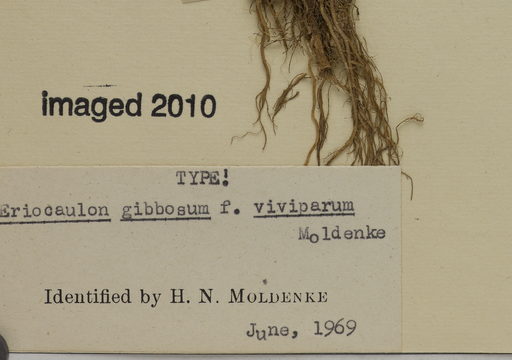 imaged 2010
TYPE!
Eriocaulon gibbosum f. viviparum
Moldenke
Identified by H. N. MOLDENKE
June, 1969